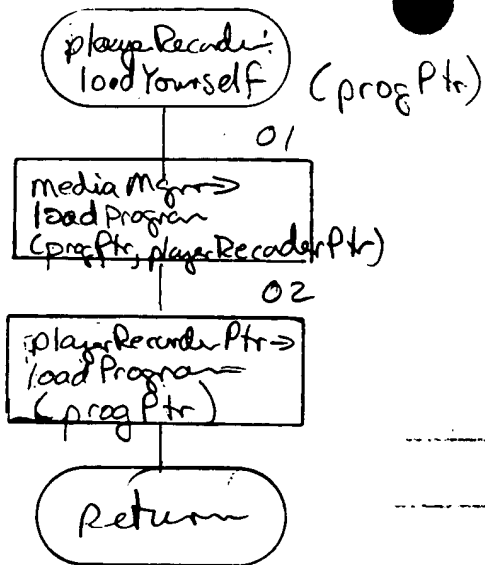 playerRecorder::
loadYourself
(progPtr)
01
mediaMgr→
loadProgram
(progPtr, playerRecorderPtr)
02
playerRecorderPtr→
loadProgram
(progPtr)
Return